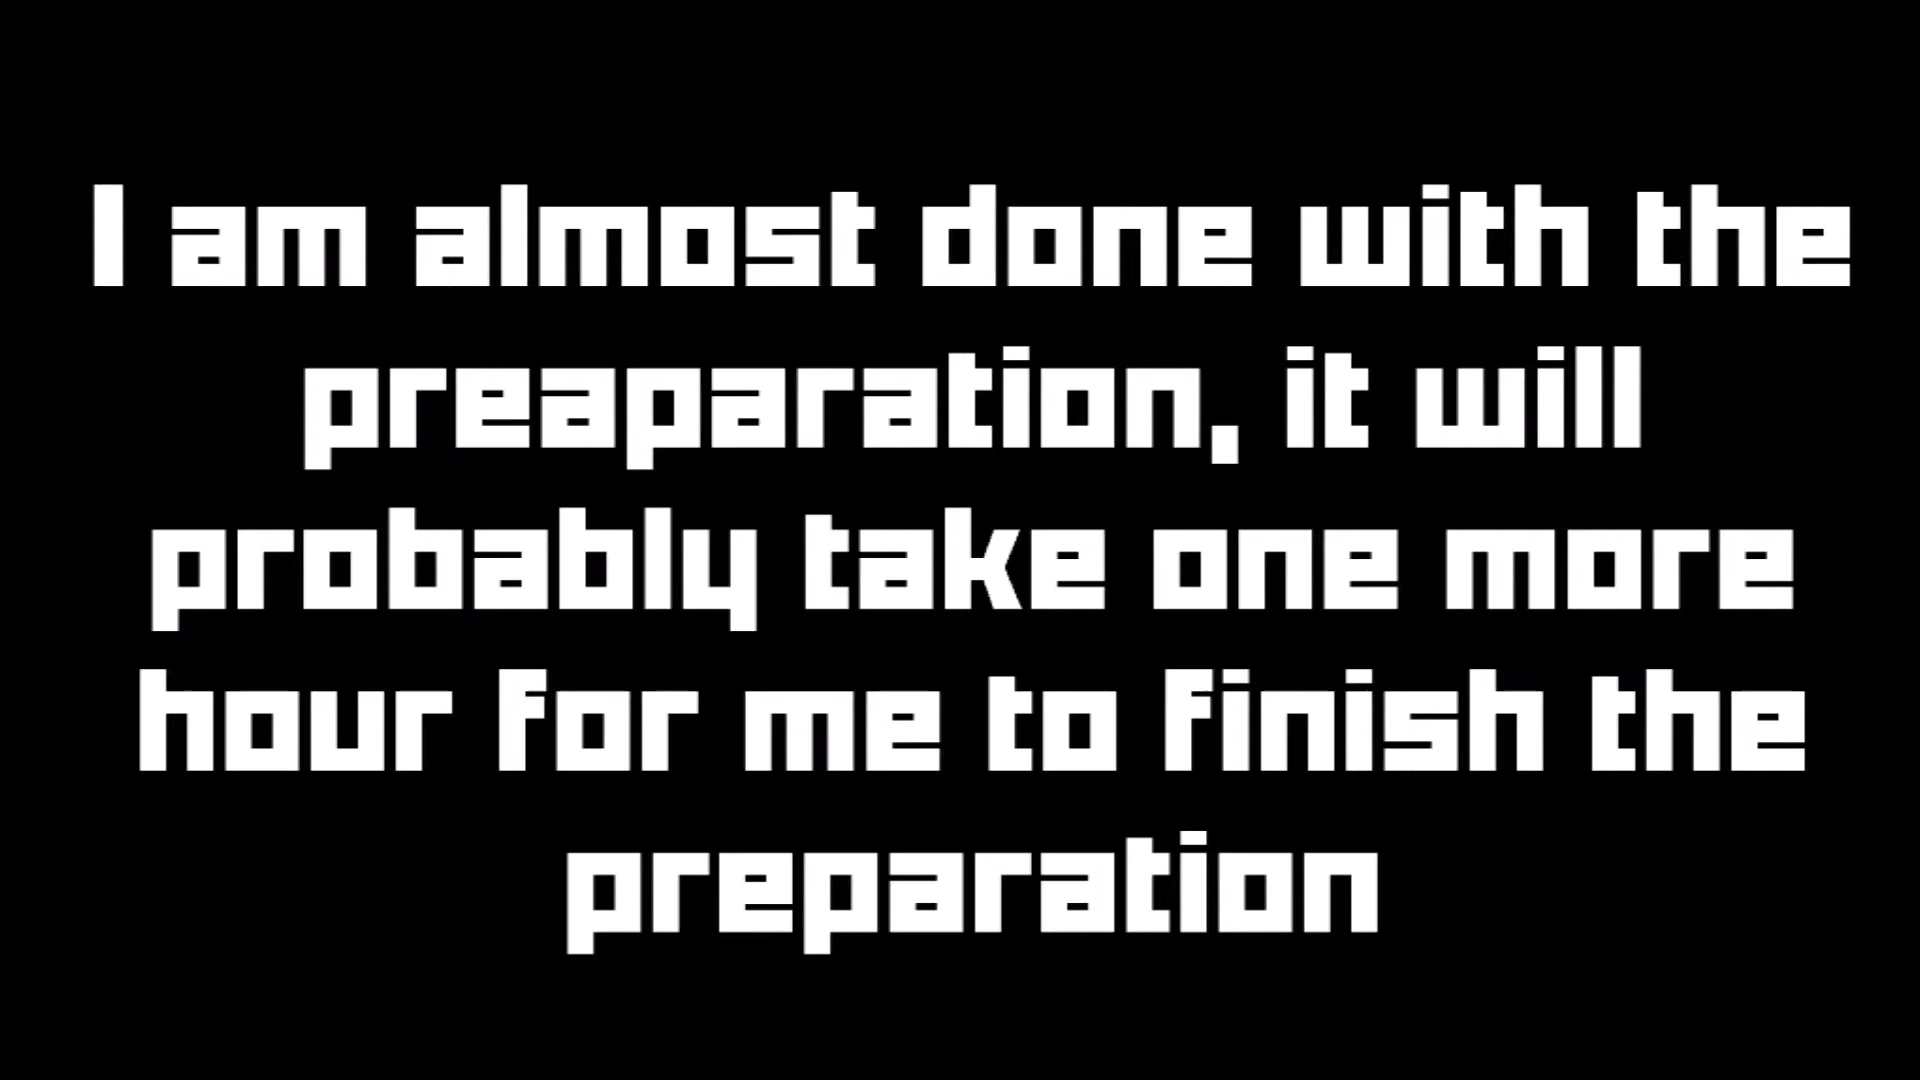 I am almost done with the
preaparation, it will
probably take one more
hour for me to finish the
preparation